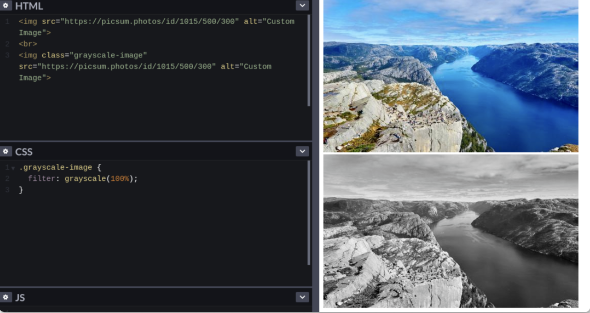 HTML
1 <img src="https://picsum.photos/id/1015/500/300" alt="Custom
Image">
2 <br>
3 <img class="grayscale-image"
src="https://picsum.photos/id/1015/500/300" alt="Custom
Image">
CSS
1 .grayscale-image {
2 filter: grayscale(100%);
3 }
JS